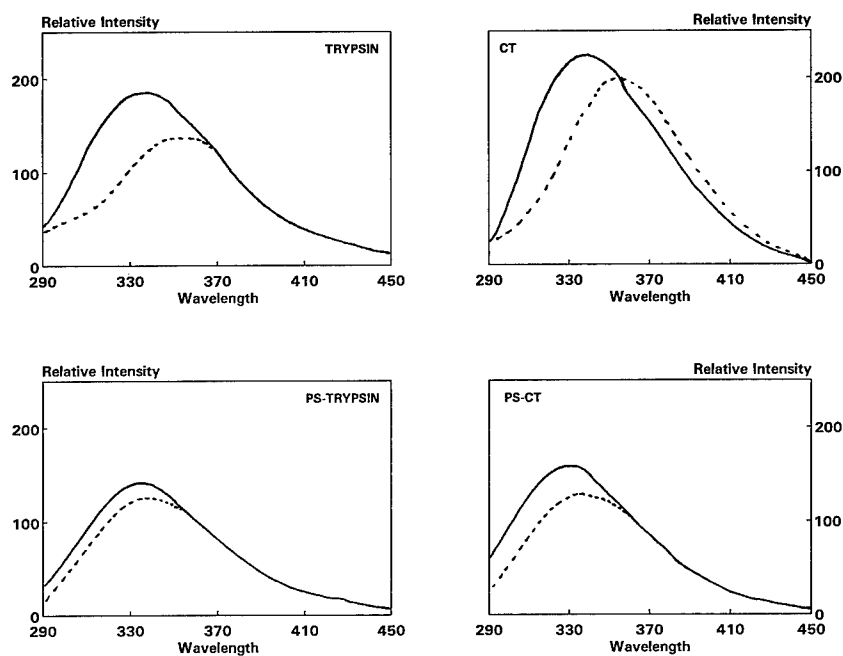 Relative Intensity
TRYPSIN
200
100
0
290 330 370 410 450
Wavelength
Relative Intensity
CT
200
100
0
290 330 370 410 450
Wavelength
Relative Intensity
PS-TRYPSIN
200
100
0
290 330 370 410 450
Wavelength
Relative Intensity
PS-CT
200
100
0
290 330 370 410 450
Wavelength